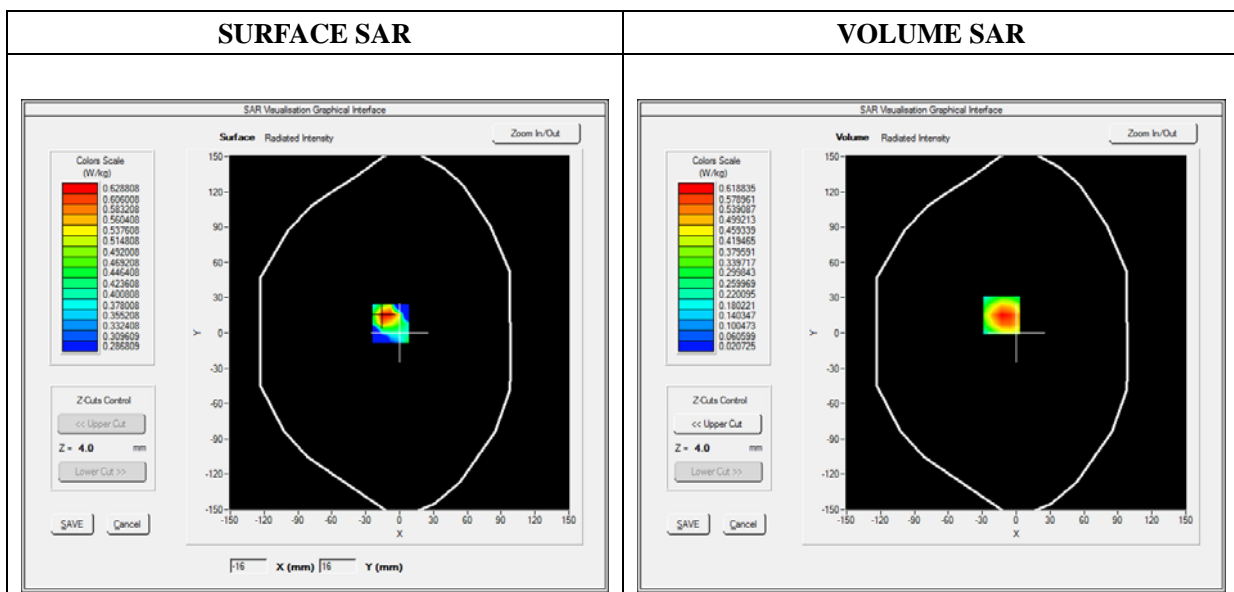 SURFACE SAR
VOLUME SAR
SAR Visualisation Graphical Interface
Surface Radiated Intensity
Zoom In/Out
Colors Scale
(W/kg)
0.628808
0.606008
0.583208
0.560408
0.537608
0.514808
0.492008
0.469208
0.446408
0.423608
0.400808
0.378008
0.355208
0.332408
0.309609
0.286809
150
120
90
60
30
0
-30
-60
-90
-120
-150
Y
-150 -120 -90 -60 -30 0 30 60 90 120 150
X
Z-Cuts Control
<< Upper Cut
Z = 4.0 mm
Lower Cut >>
SAVE Cancel
-16 X (mm) 16 Y (mm)
SAR Visualisation Graphical Interface
Volume Radiated Intensity
Zoom In/Out
Colors Scale
(W/kg)
0.618835
0.578961
0.539087
0.499213
0.459339
0.419465
0.379591
0.339717
0.299843
0.259969
0.220095
0.180221
0.140347
0.100473
0.060599
0.020725
150
120
90
60
30
0
-30
-60
-90
-120
-150
Y
-150 -120 -90 -60 -30 0 30 60 90 120 150
X
Z-Cuts Control
<< Upper Cut
Z = 4.0 mm
Lower Cut >>
SAVE Cancel